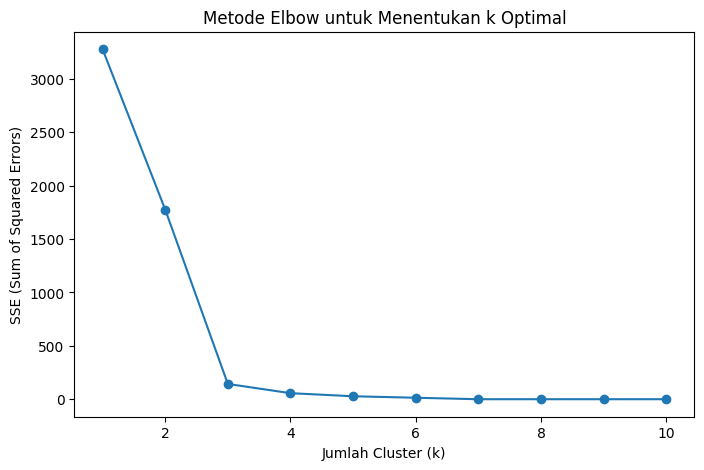 Metode Elbow untuk Menentukan k Optimal
SSE (Sum of Squared Errors)
3000
2500
2000
1500
1000
500
0
2 4 6 8 10
Jumlah Cluster (k)